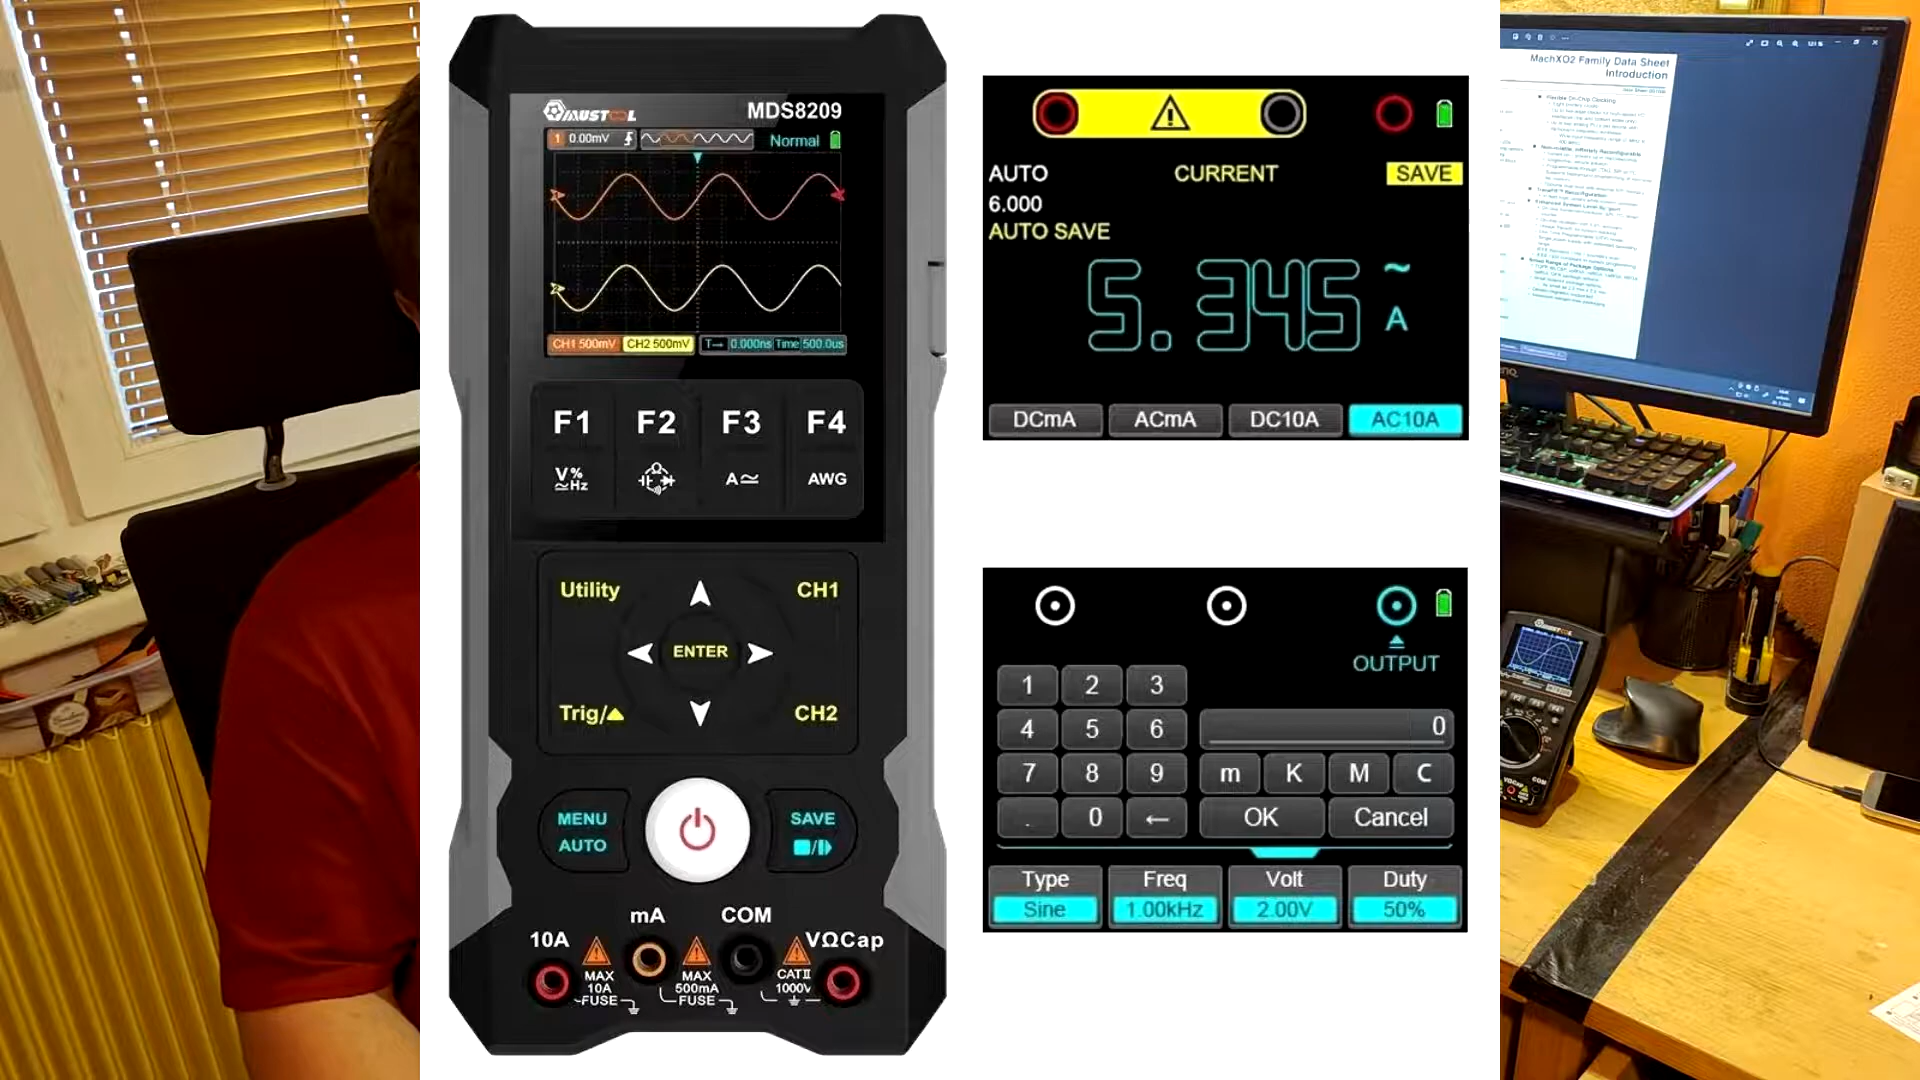 MUSTOOL
MDS8209
1 0.00mV
Normal
CH1 500mV
CH2 500mV
T→ 0.000ns Time 500.0us
F1
F2
F3
F4
V%
≃Hz
Ω
A≃
AWG
Utility
CH1
ENTER
Trig/▲
CH2
MENU
AUTO
SAVE
mA
COM
10A
VΩCap
MAX
10A
FUSE
MAX
500mA
FUSE
CATII
1000V
AUTO
CURRENT
SAVE
6.000
AUTO SAVE
5.345
~
A
DCmA
ACmA
DC10A
AC10A
OUTPUT
1 2 3
4 5 6
0
7 8 9
m K M C
. 0 ←
OK
Cancel
Type
Freq
Volt
Duty
Sine
1.00kHz
2.00V
50%
MachXO2 Family Data Sheet
Introduction
MUSTOOL
VΩCap
COM